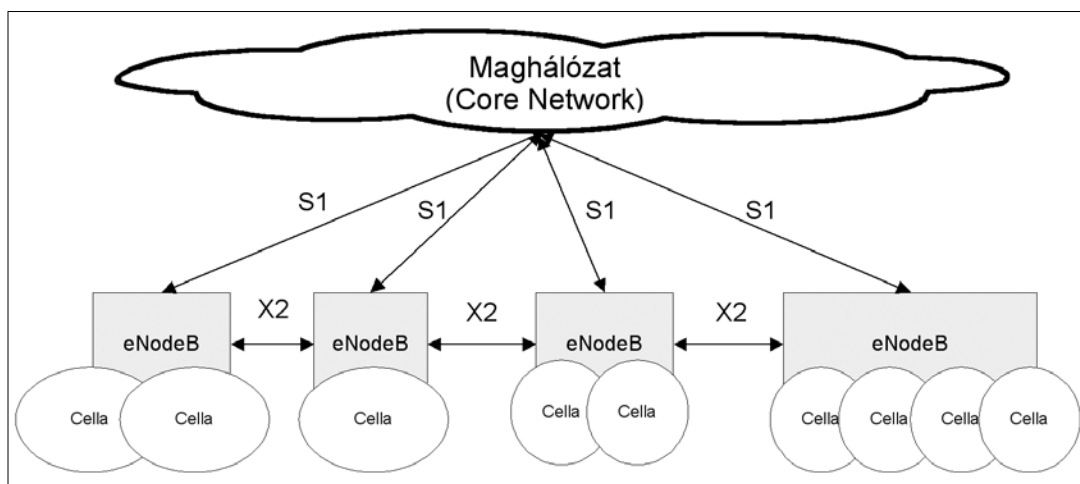 Maghálózat
(Core Network)
S1
S1
S1
S1
X2
X2
X2
eNodeB
eNodeB
eNodeB
eNodeB
Cella
Cella
Cella
Cella
Cella
Cella
Cella
Cella
Cella